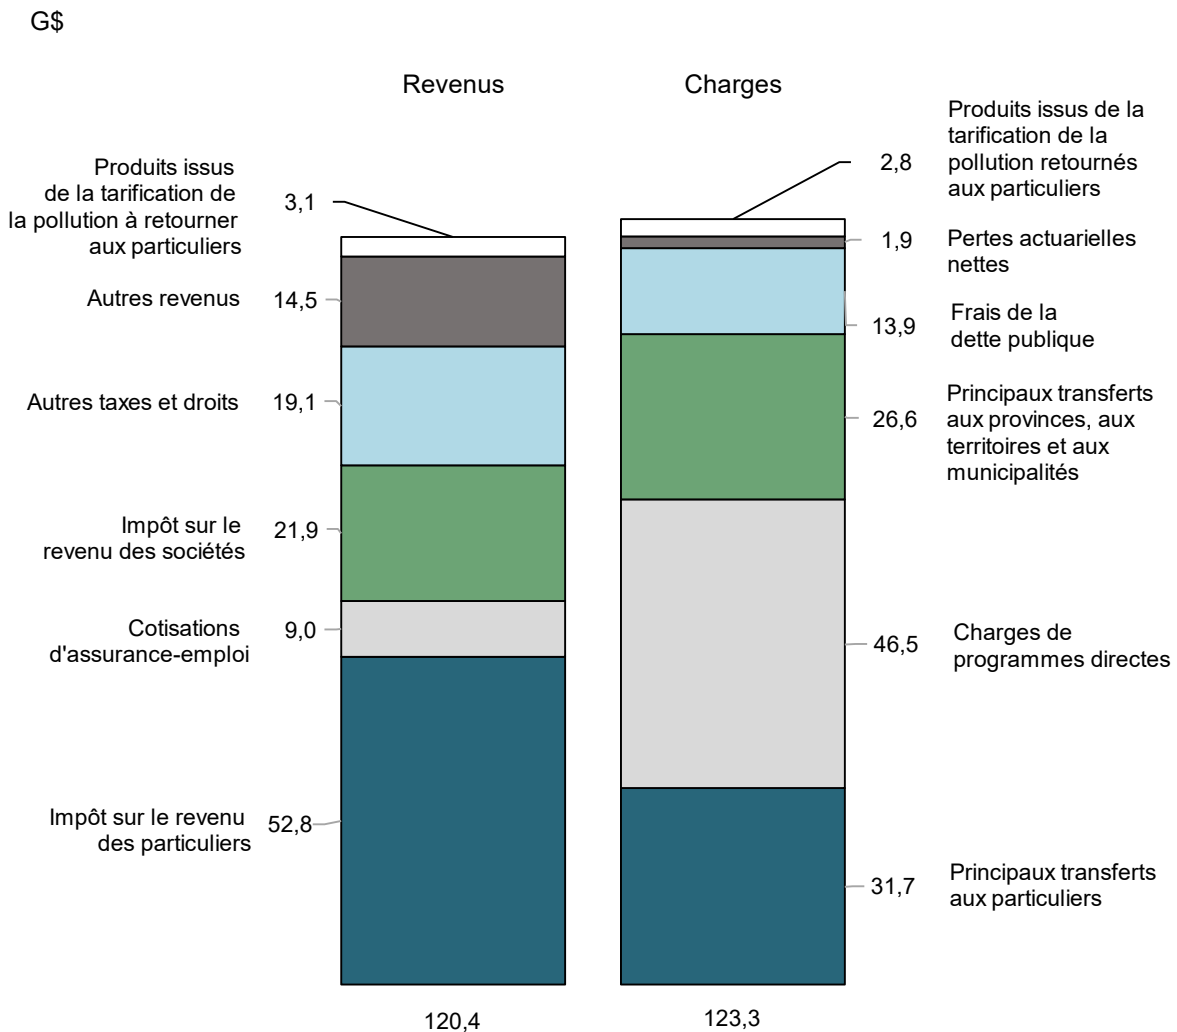 G$
Revenus
Charges
Produits issus
de la tarification de
la pollution à retourner
aux particuliers
3,1
Autres revenus
14,5
Autres taxes et droits
19,1
Impôt sur le
revenu des sociétés
21,9
Cotisations
d'assurance-emploi
9,0
Impôt sur le revenu
des particuliers
52,8
120,4
2,8
Produits issus de la
tarification de la
pollution retournés
aux particuliers
1,9
Pertes actuarielles
nettes
13,9
Frais de la
dette publique
26,6
Principaux transferts
aux provinces, aux
territoires et aux
municipalités
46,5
Charges de
programmes directes
31,7
Principaux transferts
aux particuliers
123,3